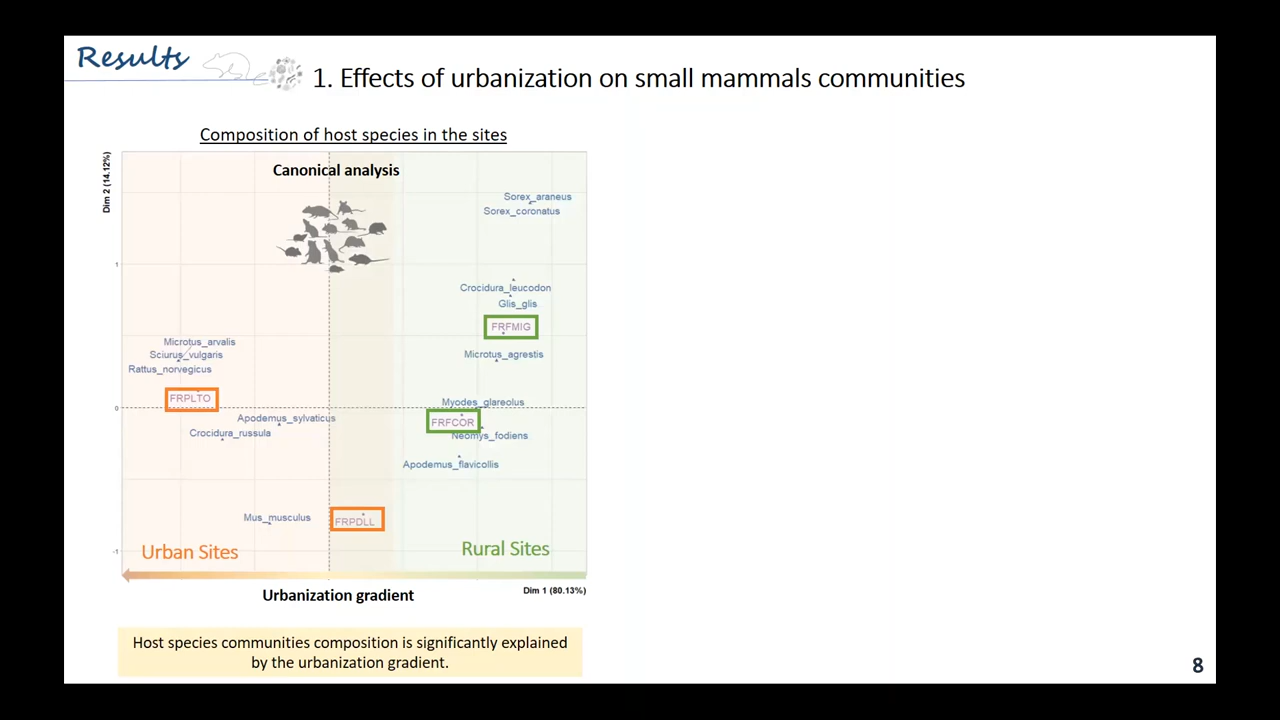 Results
1. Effects of urbanization on small mammals communities
Composition of host species in the sites
Dim 2 (14.12%)
Canonical analysis
Sorex_araneus
Sorex_coronatus
1
Crocidura_leucodon
Glis_glis
FRFMIG
Microtus_arvalis
Sciurus_vulgaris
Microtus_agrestis
Rattus_norvegicus
FRPLTO
Myodes_glareolus
0
Apodemus_sylvaticus
FRFCOR
Crocidura_russula
Neomys_fodiens
Apodemus_flavicollis
Mus_musculus
FRPDLL
-1
Urban Sites
Rural Sites
Urbanization gradient
Dim 1 (80.13%)
Host species communities composition is significantly explained
by the urbanization gradient.
8